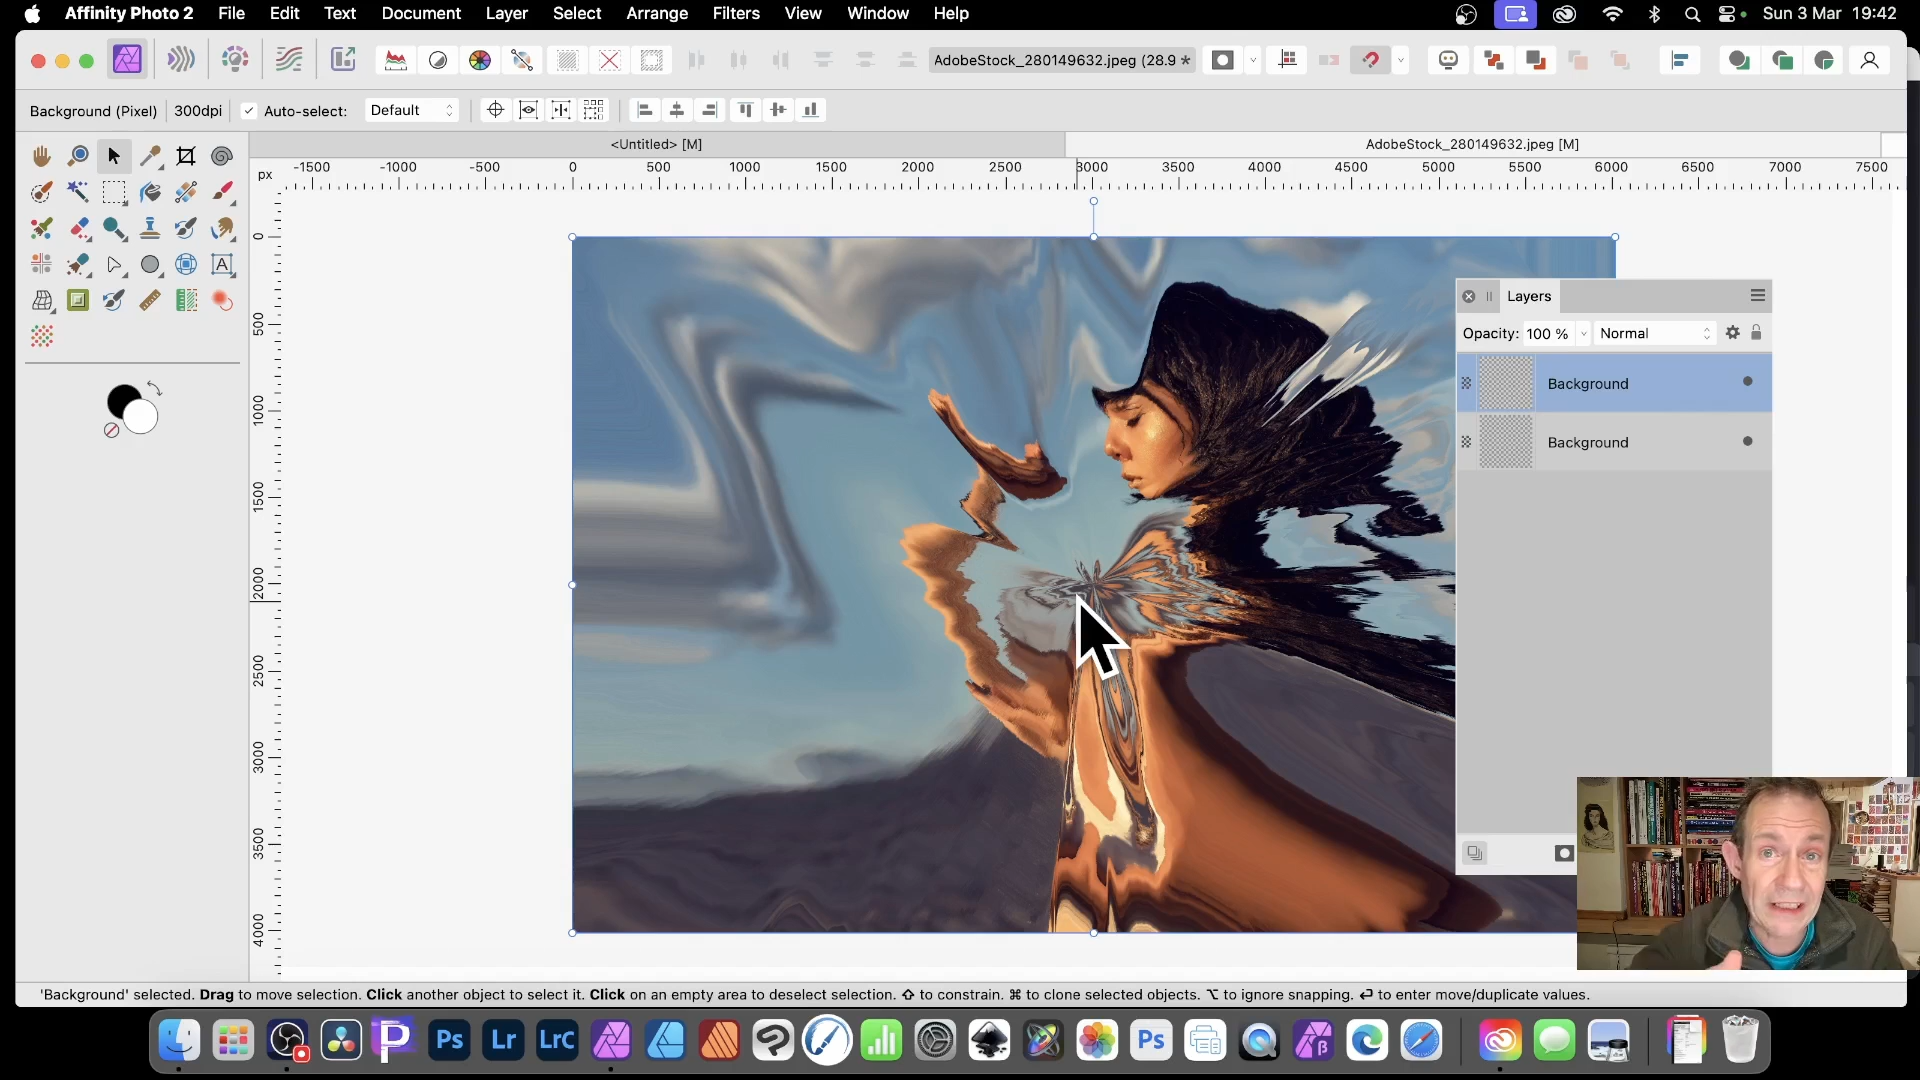 Affinity Photo 2 File Edit Text Document Layer Select Arrange Filters View Window Help Sun 3 Mar 19:42
AdobeStock_280149632.jpeg (28.9 *
Background (Pixel) 300dpi Auto-select: Default
<Untitled> [M] AdobeStock_280149632.jpeg [M]
px -1500 -1000 -500 0 500 1000 1500 2000 2500 3000 3500 4000 4500 5000 5500 6000 6500 7000 7500
0
500
1000
1500
2000
2500
3000
3500
4000
Layers
Opacity: 100 % Normal
Background
Background
'Background' selected. Drag to move selection. Click another object to select it. Click on an empty area to deselect selection. ⇧ to constrain. ⌘ to clone selected objects. ⌥ to ignore snapping. ⏎ to enter move/duplicate values.
P Ps Lr LrC Ps β